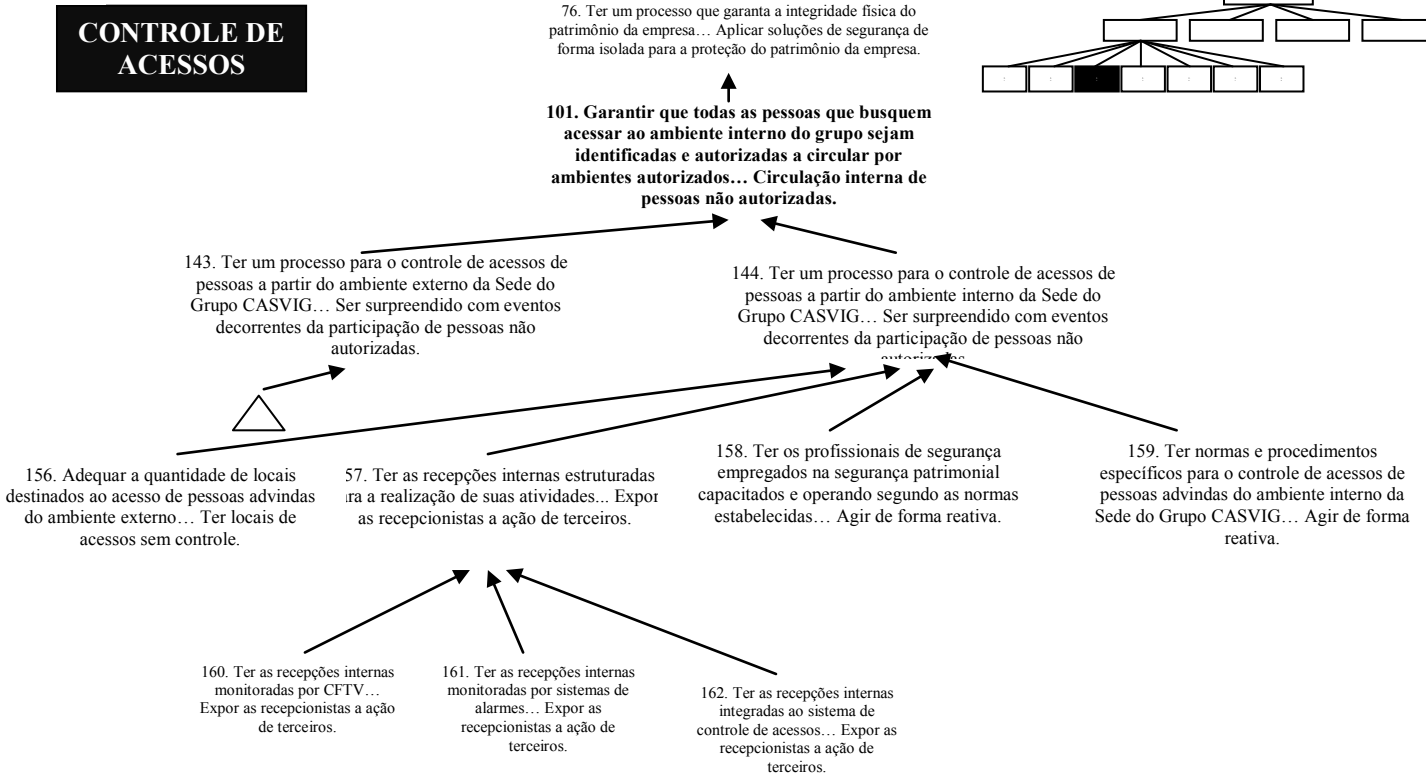 CONTROLE DE
ACESSOS
76. Ter um processo que garanta a integridade física do
patrimônio da empresa… Aplicar soluções de segurança de
forma isolada para a proteção do patrimônio da empresa.
101. Garantir que todas as pessoas que busquem
acessar ao ambiente interno do grupo sejam
identificadas e autorizadas a circular por
ambientes autorizados… Circulação interna de
pessoas não autorizadas.
143. Ter um processo para o controle de acessos de
pessoas a partir do ambiente externo da Sede do
Grupo CASVIG… Ser surpreendido com eventos
decorrentes da participação de pessoas não
autorizadas.
144. Ter um processo para o controle de acessos de
pessoas a partir do ambiente interno da Sede do
Grupo CASVIG… Ser surpreendido com eventos
decorrentes da participação de pessoas não
156. Adequar a quantidade de locais
destinados ao acesso de pessoas advindas
do ambiente externo… Ter locais de
acessos sem controle.
57. Ter as recepções internas estruturadas
ra a realização de suas atividades... Expor
as recepcionistas a ação de terceiros.
158. Ter os profissionais de segurança
empregados na segurança patrimonial
capacitados e operando segundo as normas
estabelecidas… Agir de forma reativa.
159. Ter normas e procedimentos
específicos para o controle de acessos de
pessoas advindas do ambiente interno da
Sede do Grupo CASVIG… Agir de forma
reativa.
160. Ter as recepções internas
monitoradas por CFTV…
Expor as recepcionistas a ação
de terceiros.
161. Ter as recepções internas
monitoradas por sistemas de
alarmes… Expor as
recepcionistas a ação de
terceiros.
162. Ter as recepções internas
integradas ao sistema de
controle de acessos… Expor as
recepcionistas a ação de
terceiros.